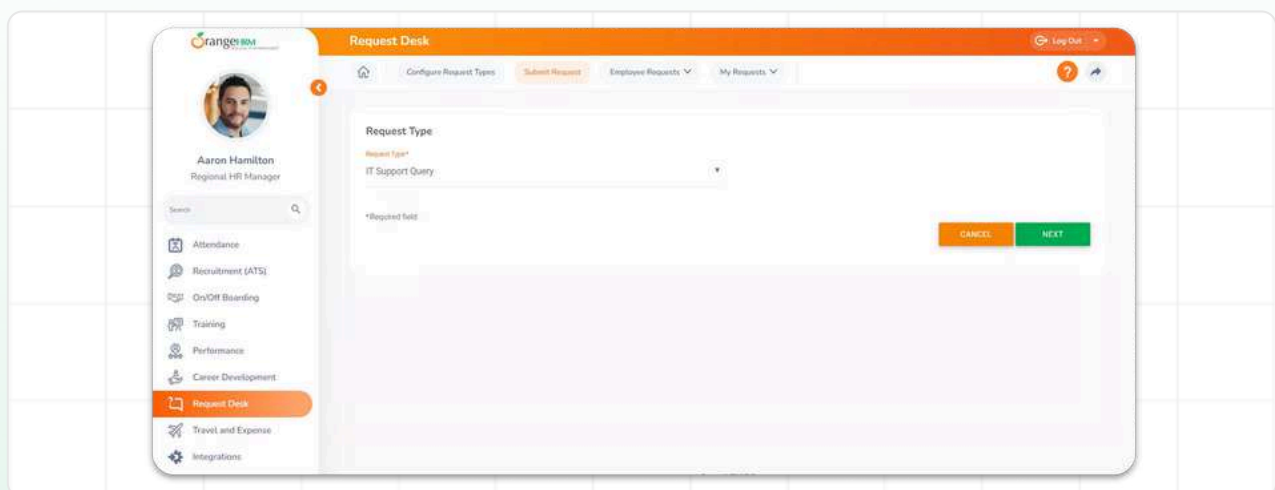 OrangeHRM
Request Desk
Log Out
Configure Request Types
Submit Request
Employee Requests
My Requests
?
Aaron Hamilton
Regional HR Manager
Search
Attendance
Recruitment (ATS)
On/Off Boarding
Training
Performance
Career Development
Request Desk
Travel and Expense
Integrations
Request Type
Request Type*
IT Support Query
*Required field
CANCEL
NEXT